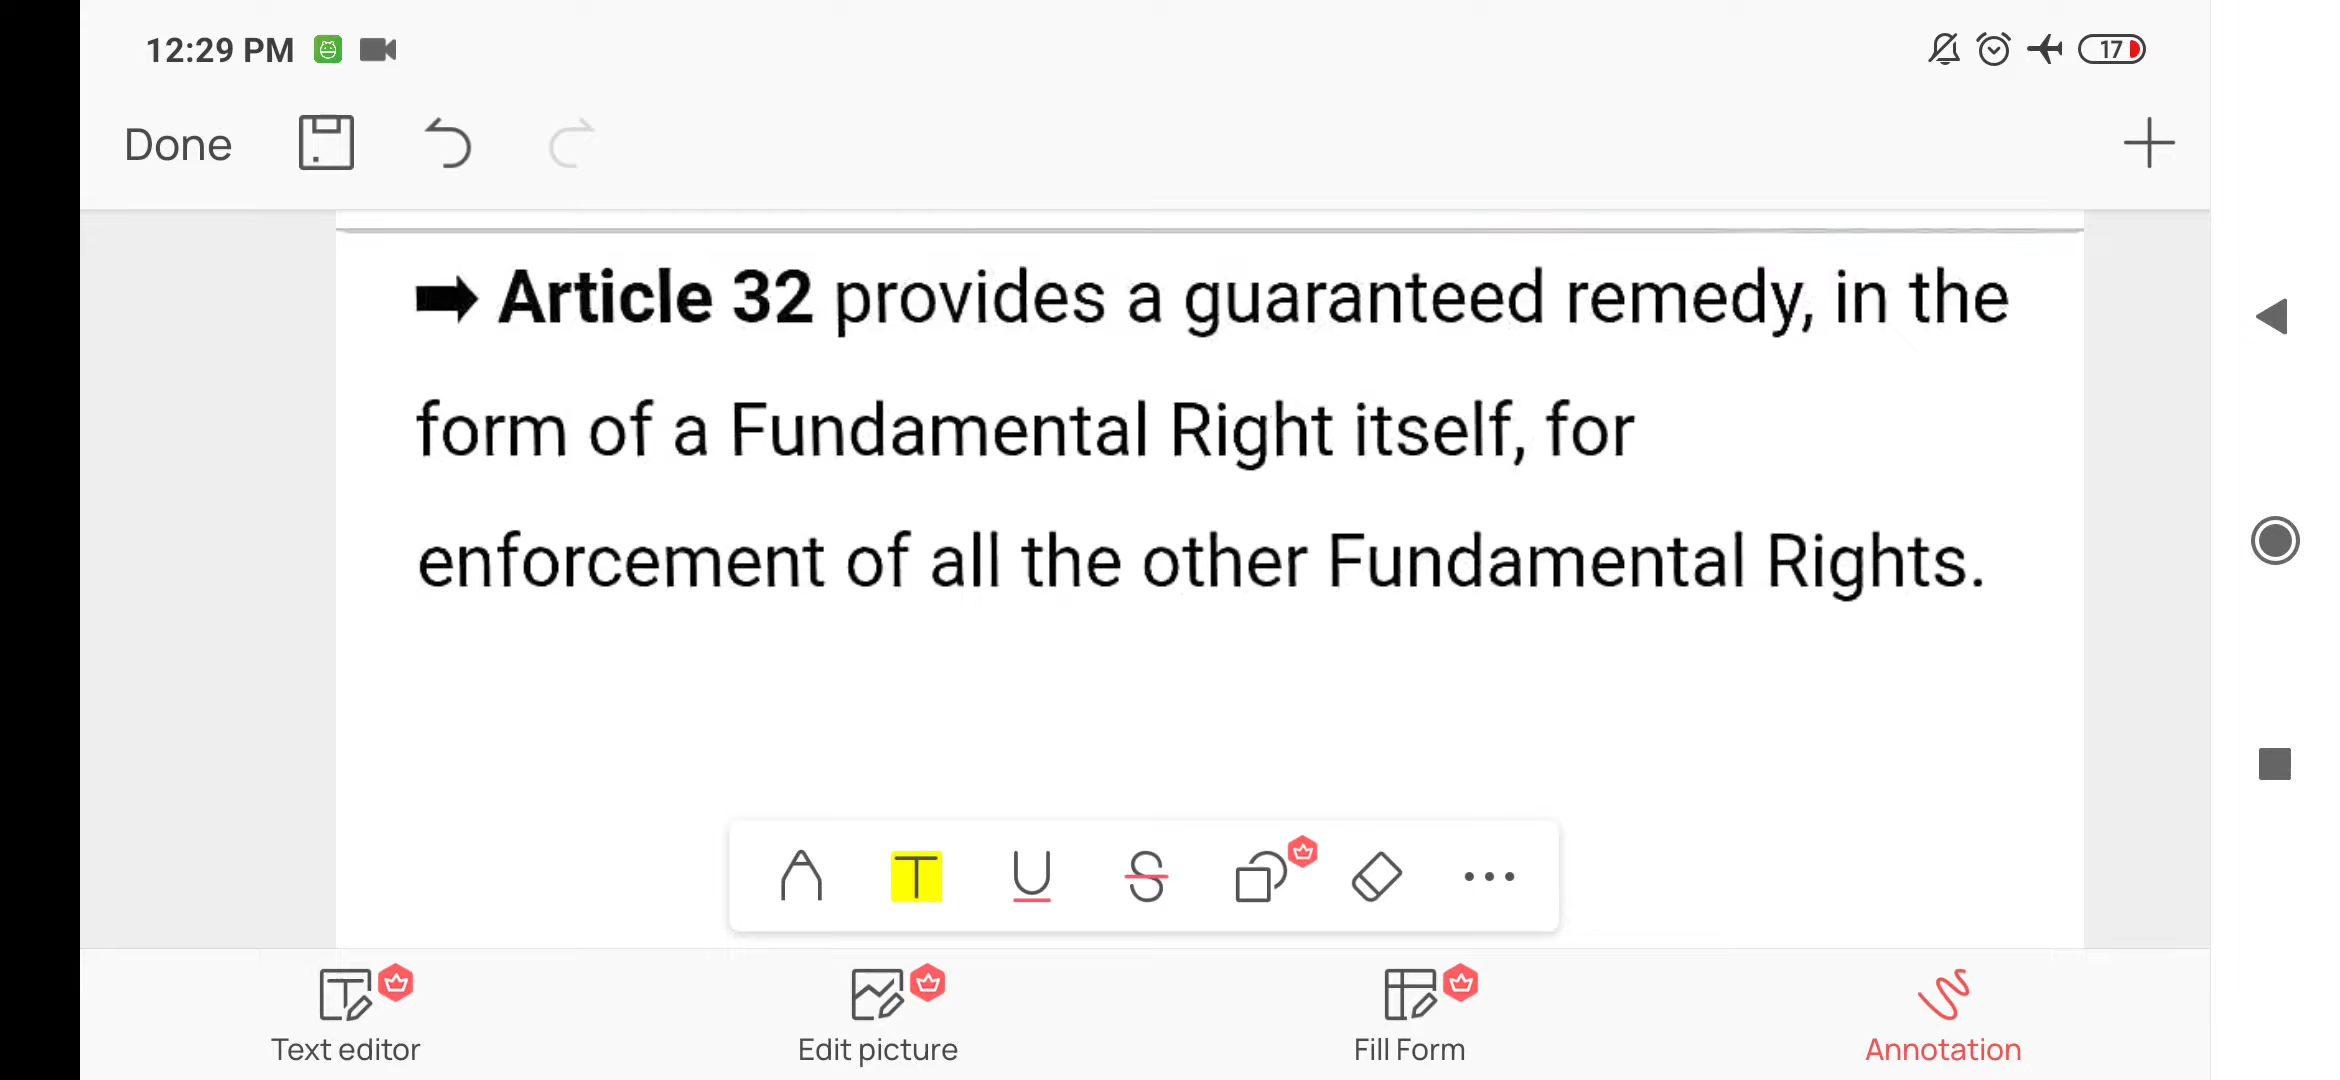 12:29 PM 17
Done
➡ Article 32 provides a guaranteed remedy, in the
form of a Fundamental Right itself, for
enforcement of all the other Fundamental Rights.
T U S
Text editor Edit picture Fill Form Annotation